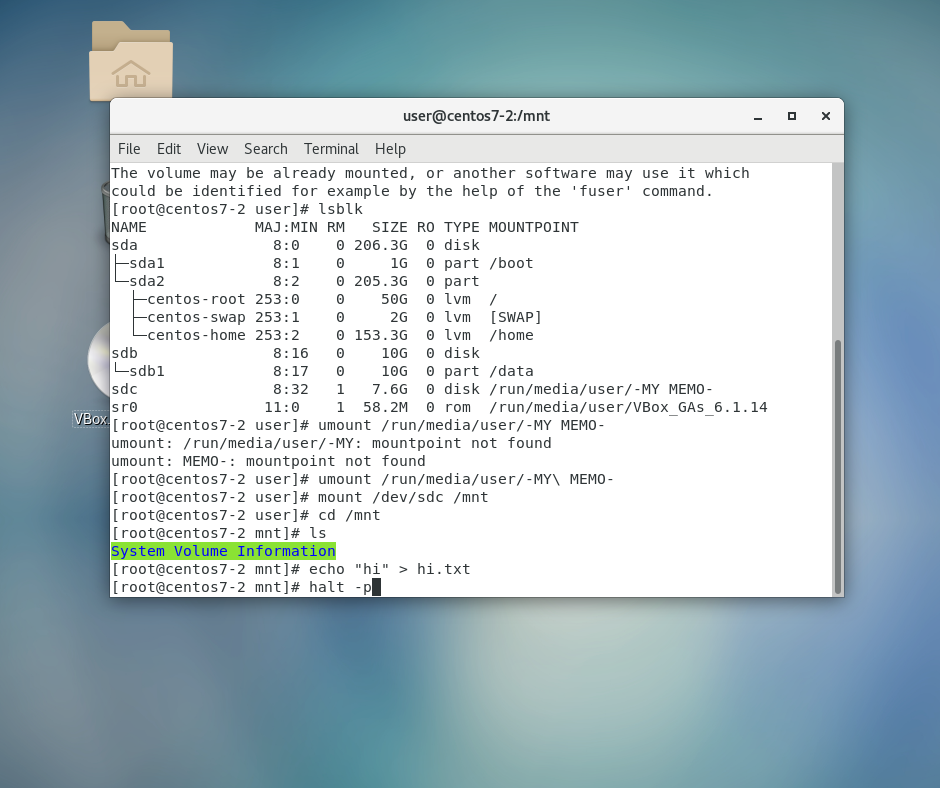 user@centos7-2:/mnt
File Edit View Search Terminal Help
The volume may be already mounted, or another software may use it which
could be identified for example by the help of the 'fuser' command.
[root@centos7-2 user]# lsblk
NAME            MAJ:MIN RM   SIZE RO TYPE MOUNTPOINT
sda               8:0    0 206.3G  0 disk
├─sda1            8:1    0     1G  0 part /boot
└─sda2            8:2    0 205.3G  0 part
  ├─centos-root 253:0    0    50G  0 lvm  /
  ├─centos-swap 253:1    0     2G  0 lvm  [SWAP]
  └─centos-home 253:2    0 153.3G  0 lvm  /home
sdb               8:16   0    10G  0 disk
└─sdb1            8:17   0    10G  0 part /data
sdc               8:32   1   7.6G  0 disk /run/media/user/-MY MEMO-
sr0              11:0    1  58.2M  0 rom  /run/media/user/VBox_GAs_6.1.14
[root@centos7-2 user]# umount /run/media/user/-MY MEMO-
umount: /run/media/user/-MY: mountpoint not found
umount: MEMO-: mountpoint not found
[root@centos7-2 user]# umount /run/media/user/-MY\ MEMO-
[root@centos7-2 user]# mount /dev/sdc /mnt
[root@centos7-2 user]# cd /mnt
[root@centos7-2 mnt]# ls
System Volume Information
[root@centos7-2 mnt]# echo "hi" > hi.txt
[root@centos7-2 mnt]# halt -p
VBox